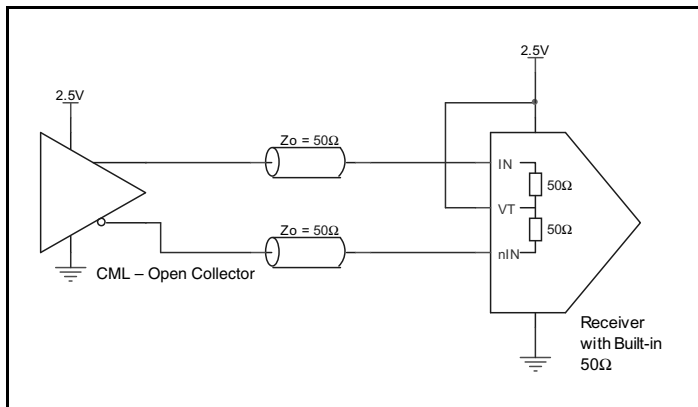 2.5V
2.5V
Zo = 50Ω
IN
50Ω
VT
50Ω
Zo = 50Ω
nIN
CML – Open Collector
Receiver
with Built-in
50Ω